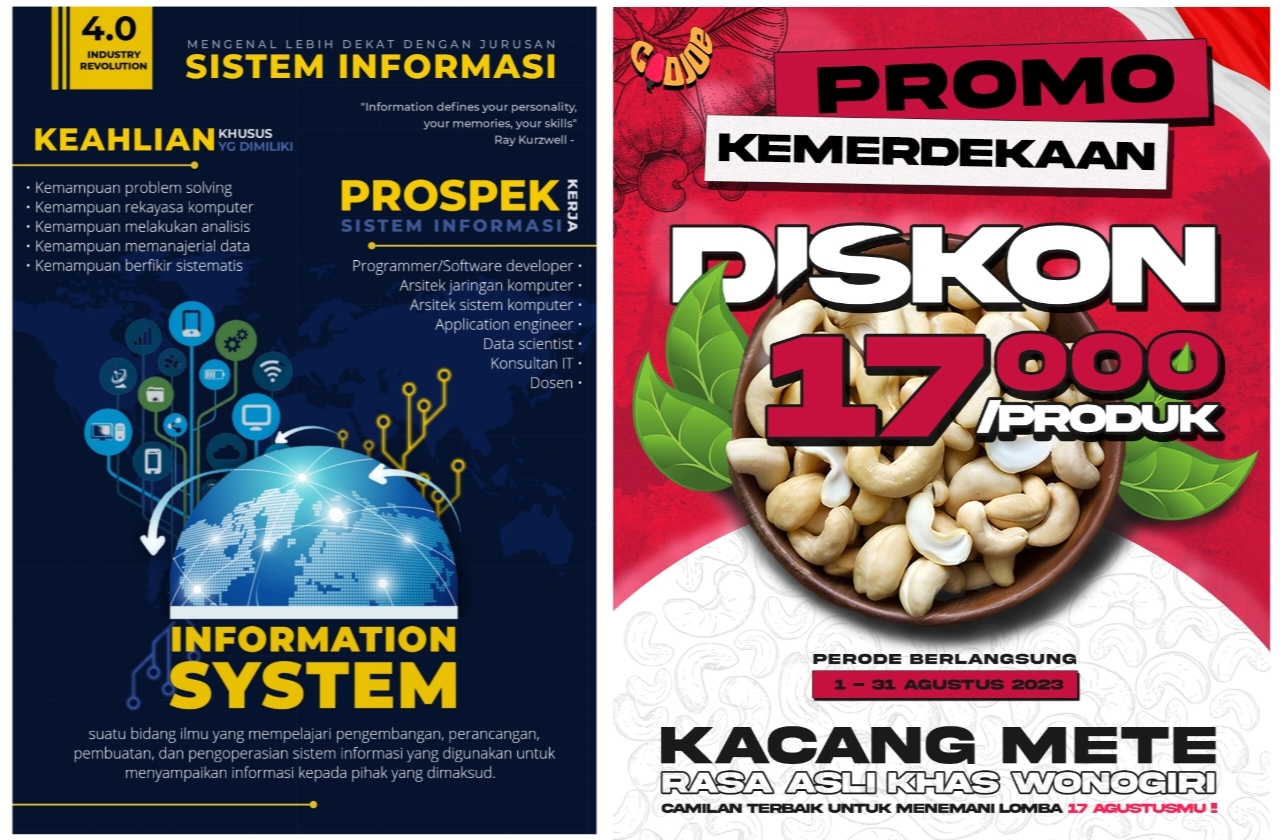 4.0
INDUSTRY
REVOLUTION
MENGENAL LEBIH DEKAT DENGAN JURUSAN
SISTEM INFORMASI
"Information defines your personality,
your memories, your skills"
Ray Kurzwell -
KEAHLIAN KHUSUS
YG DIMILIKI
• Kemampuan problem solving
• Kemampuan rekayasa komputer
• Kemampuan melakukan analisis
• Kemampuan memanajerial data
• Kemampuan berfikir sistematis
PROSPEK KERJA
SISTEM INFORMASI
Programmer/Software developer •
Arsitek jaringan komputer •
Arsitek sistem komputer •
Application engineer •
Data scientist •
Konsultan IT •
Dosen •
INFORMATION
SYSTEM
suatu bidang ilmu yang mempelajari pengembangan, perancangan,
pembuatan, dan pengoperasian sistem informasi yang digunakan untuk
menyampaikan informasi kepada pihak yang dimaksud.
PROMO
KEMERDEKAAN
DISKON
17000
/PRODUK
PERODE BERLANGSUNG
1 - 31 AGUSTUS 2023
KACANG METE
RASA ASLI KHAS WONOGIRI
CAMILAN TERBAIK UNTUK MENEMANI LOMBA 17 AGUSTUSMU !!